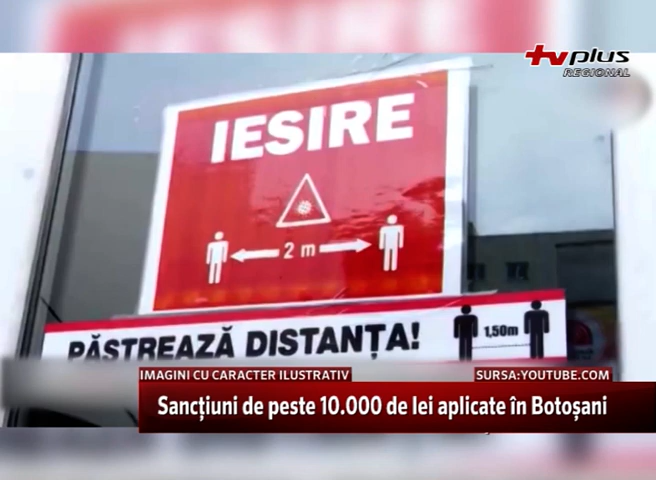 tvplus
REGIONAL
IESIRE
2 m
PĂSTREAZĂ DISTANȚA!
1,50m
IMAGINI CU CARACTER ILUSTRATIV
SURSA:YOUTUBE.COM
Sancțiuni de peste 10.000 de lei aplicate în Botoșani